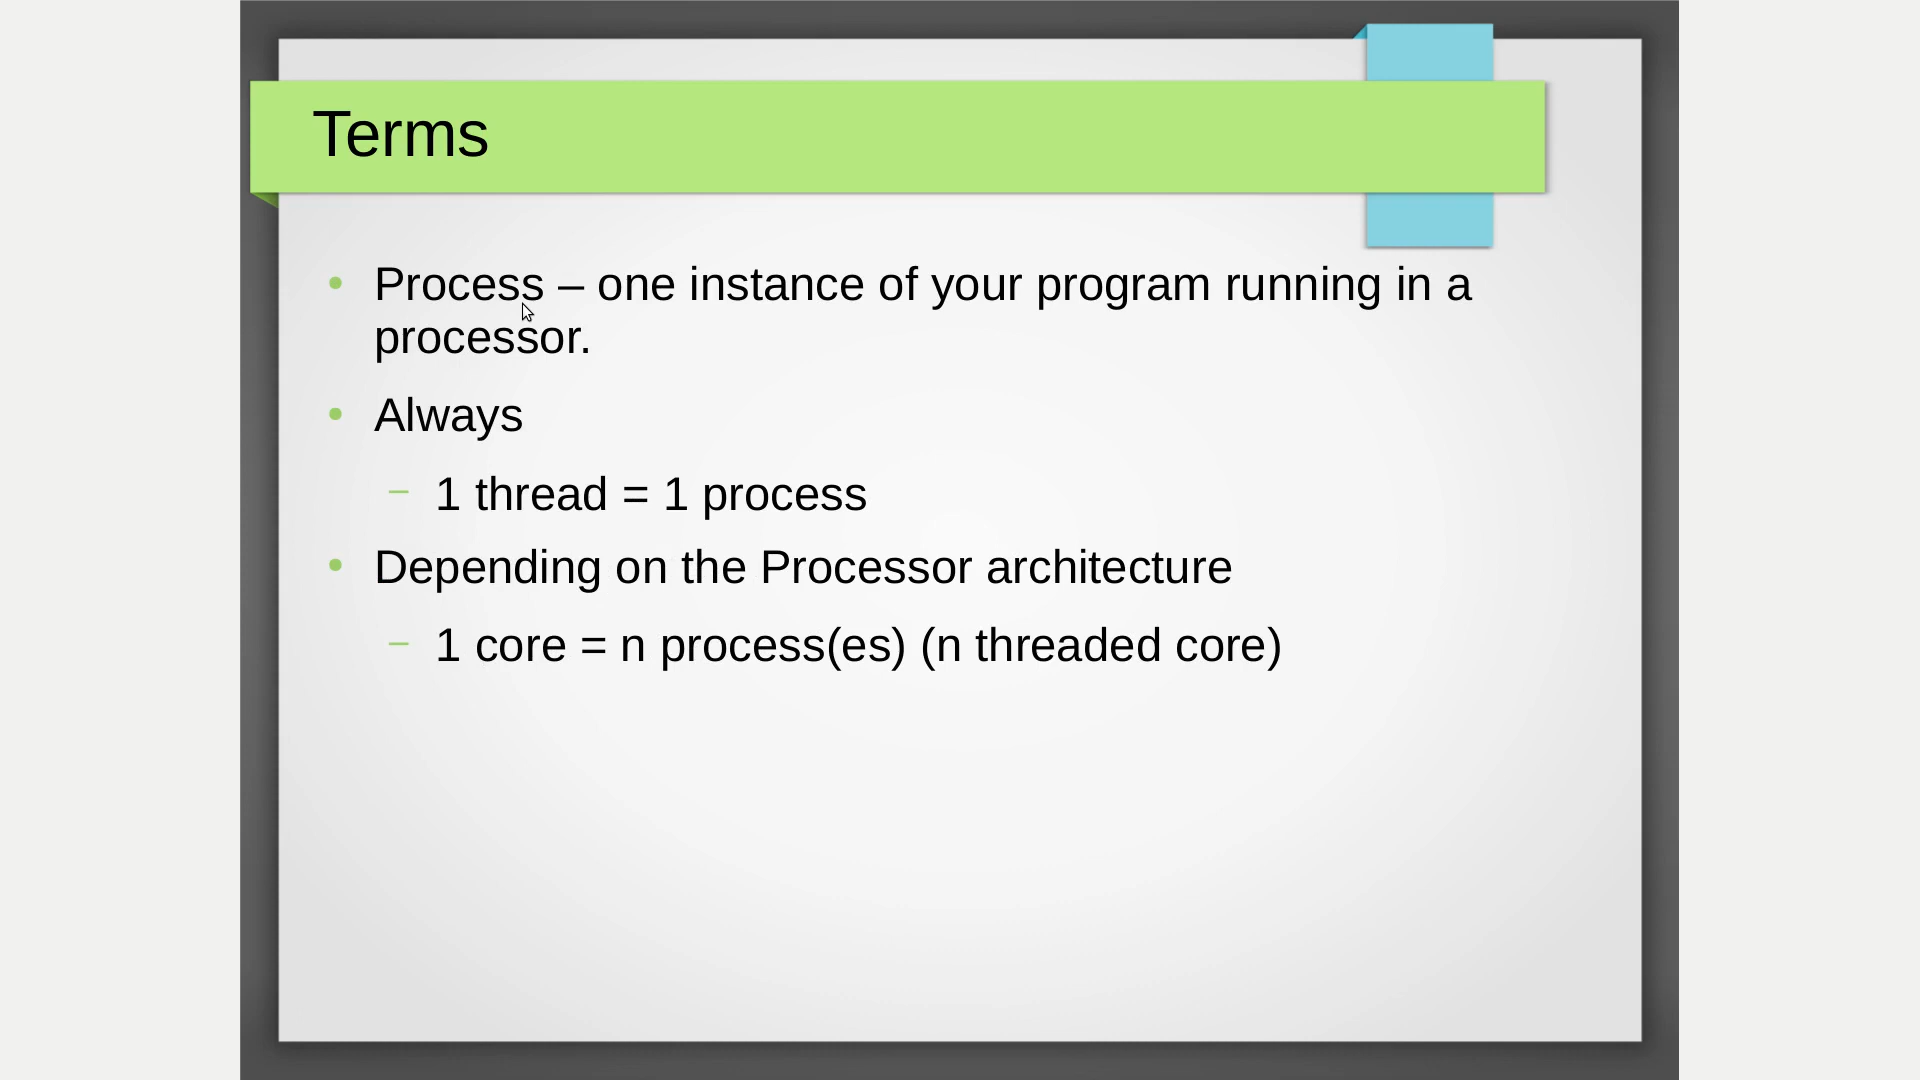 Terms
• Process – one instance of your program running in a
processor.
• Always
– 1 thread = 1 process
• Depending on the Processor architecture
– 1 core = n process(es) (n threaded core)